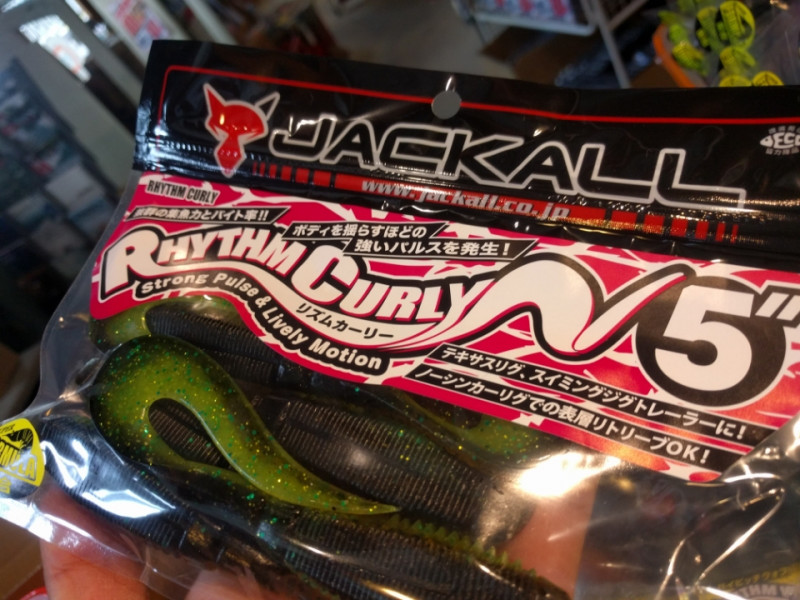 JACKALL
www.jackall.co.jp
ECO
RHYTHM CURLY
抜群の集魚力とバイト率!!
ボディを揺らすほどの
強いパルスを発生!
RHYTHM CURLY 5"
Strong Pulse & Lively Motion
リズムカーリー
テキサスリグ、スイミングジグトレーラーに!
ノーシンカーリグでの表層リトリーブOK!